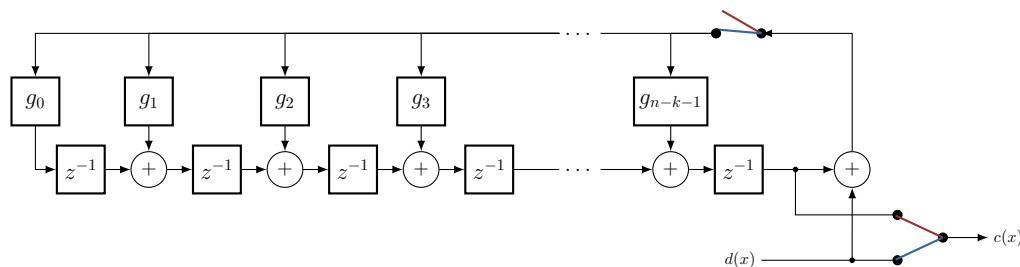 · · ·
g₀ g₁ g₂ g₃ gₙ₋ₖ₋₁
z⁻¹ + z⁻¹ + z⁻¹ + z⁻¹ · · · + z⁻¹ +
c(x)
d(x)